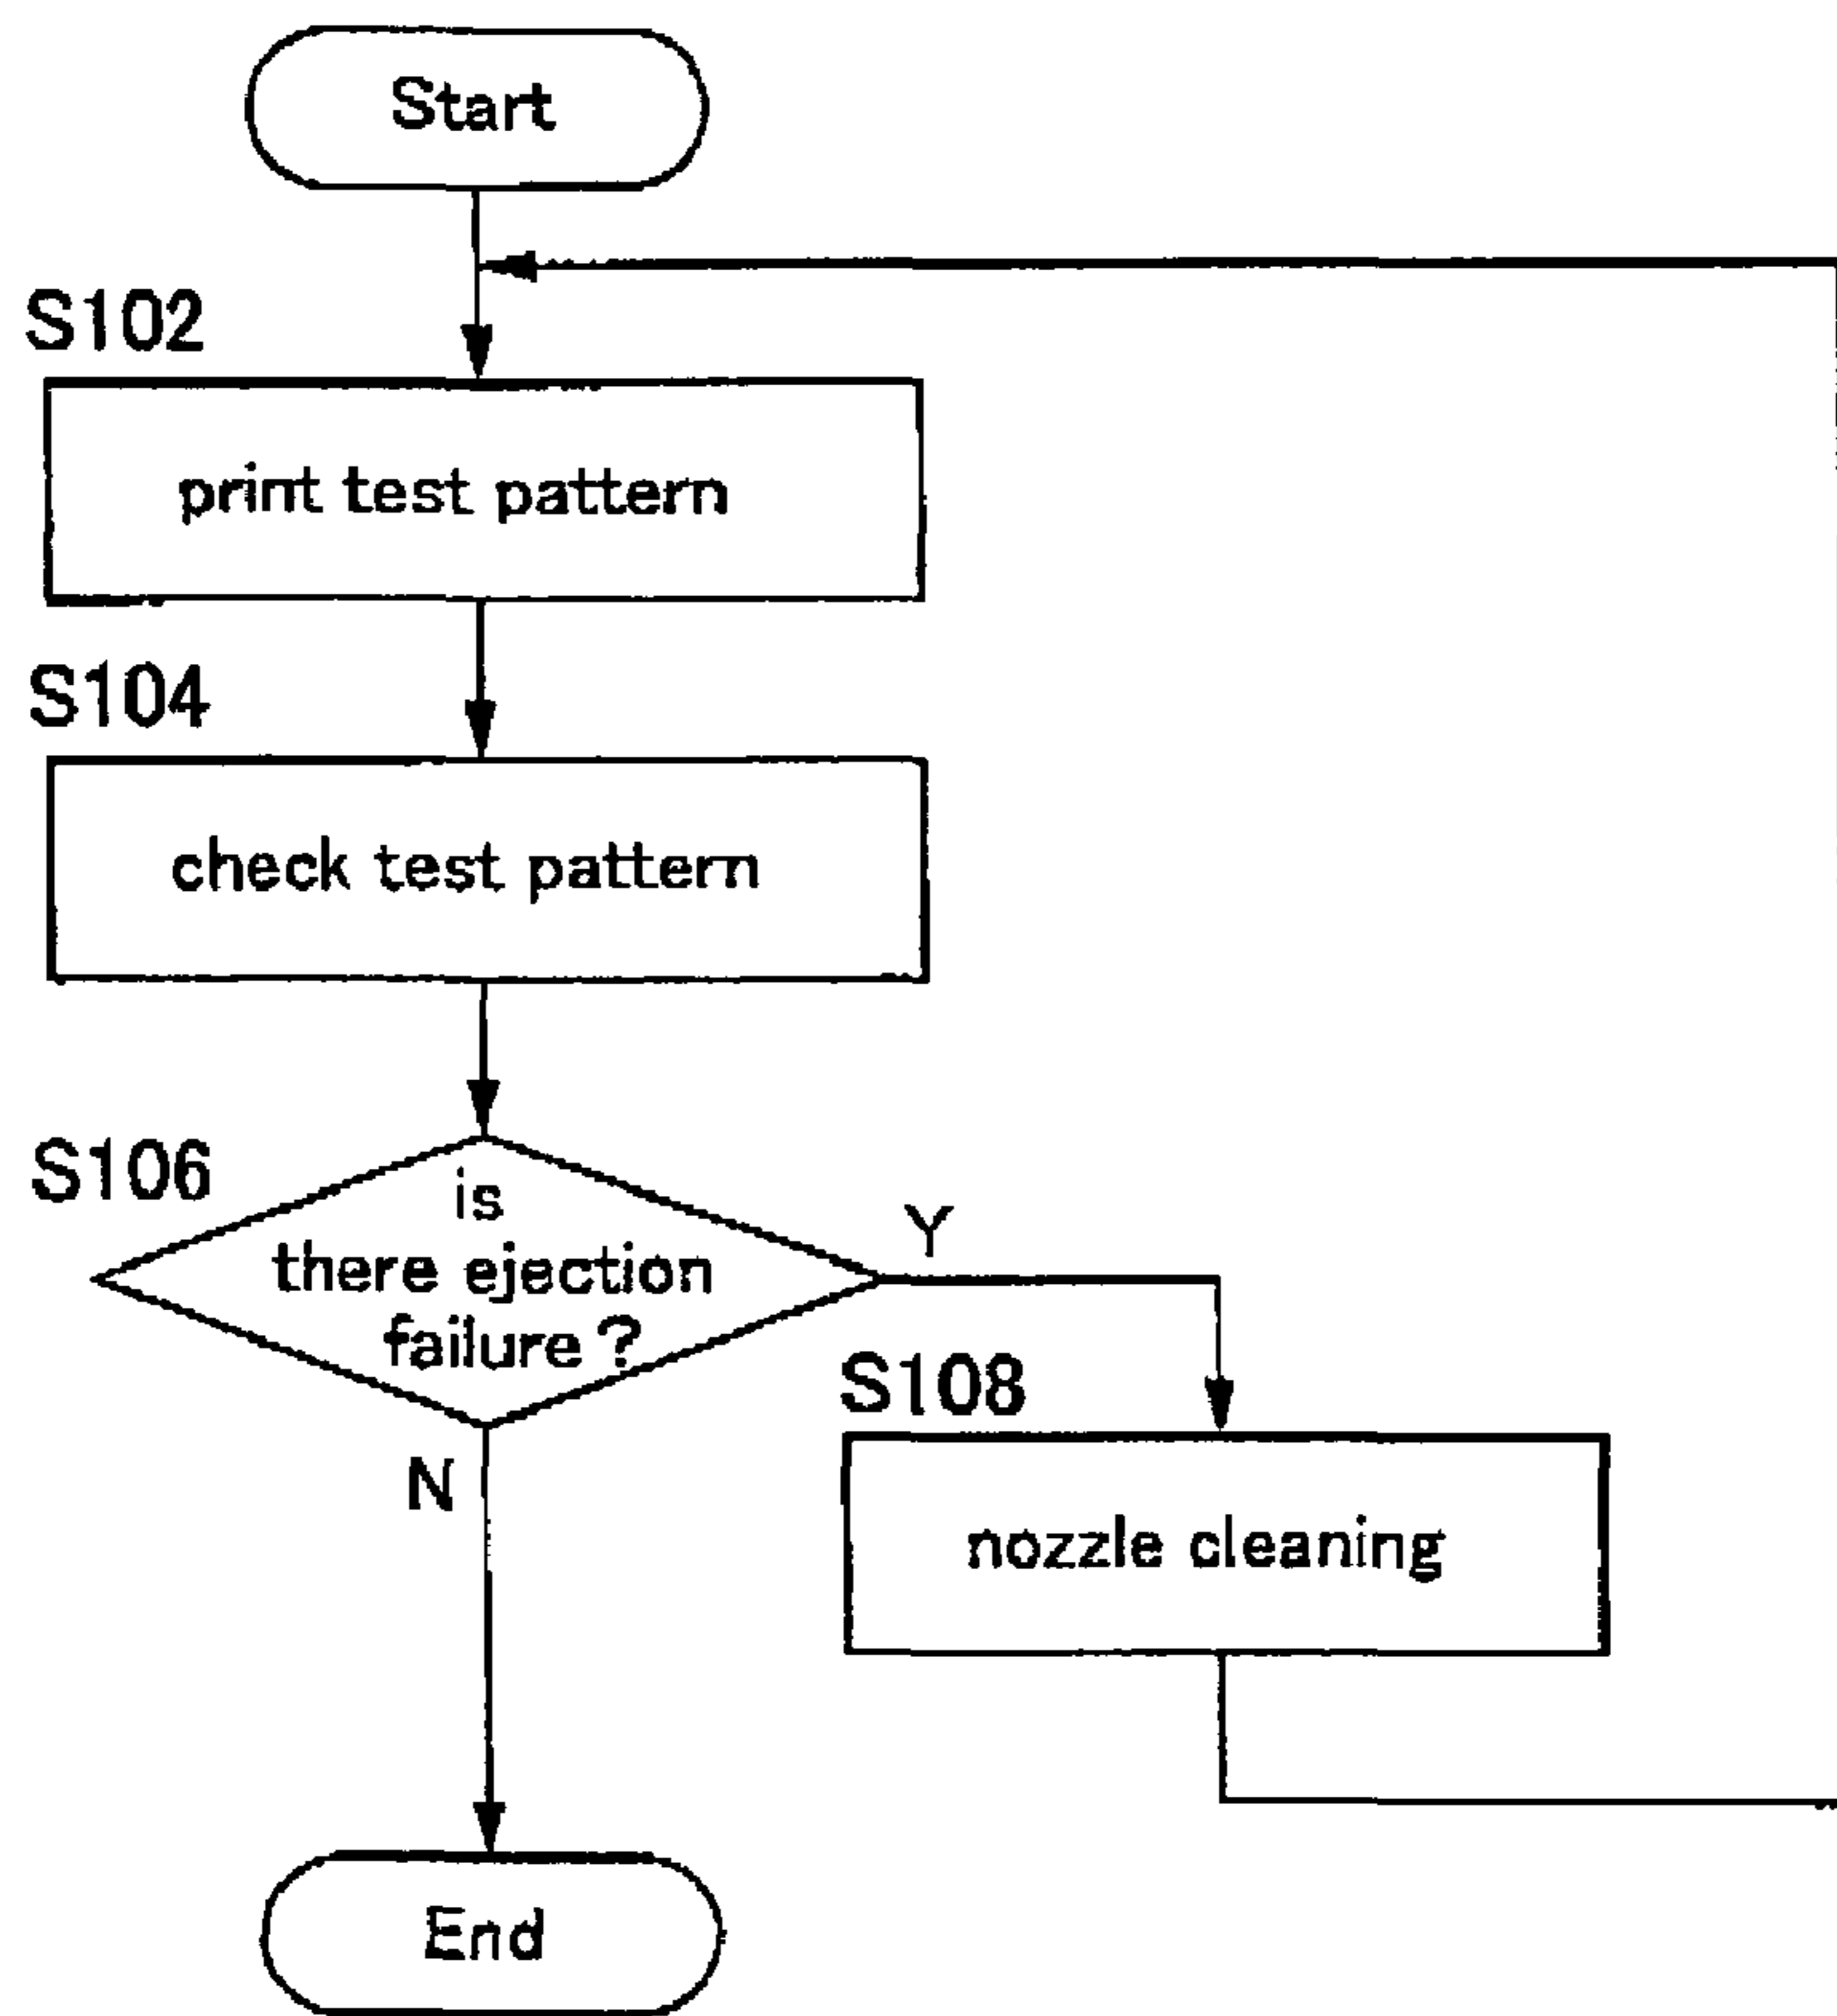 Start
S102
print test pattern
S104
check test pattern
S106
is
there ejection
failure?
Y
N
S108
nozzle cleaning
End